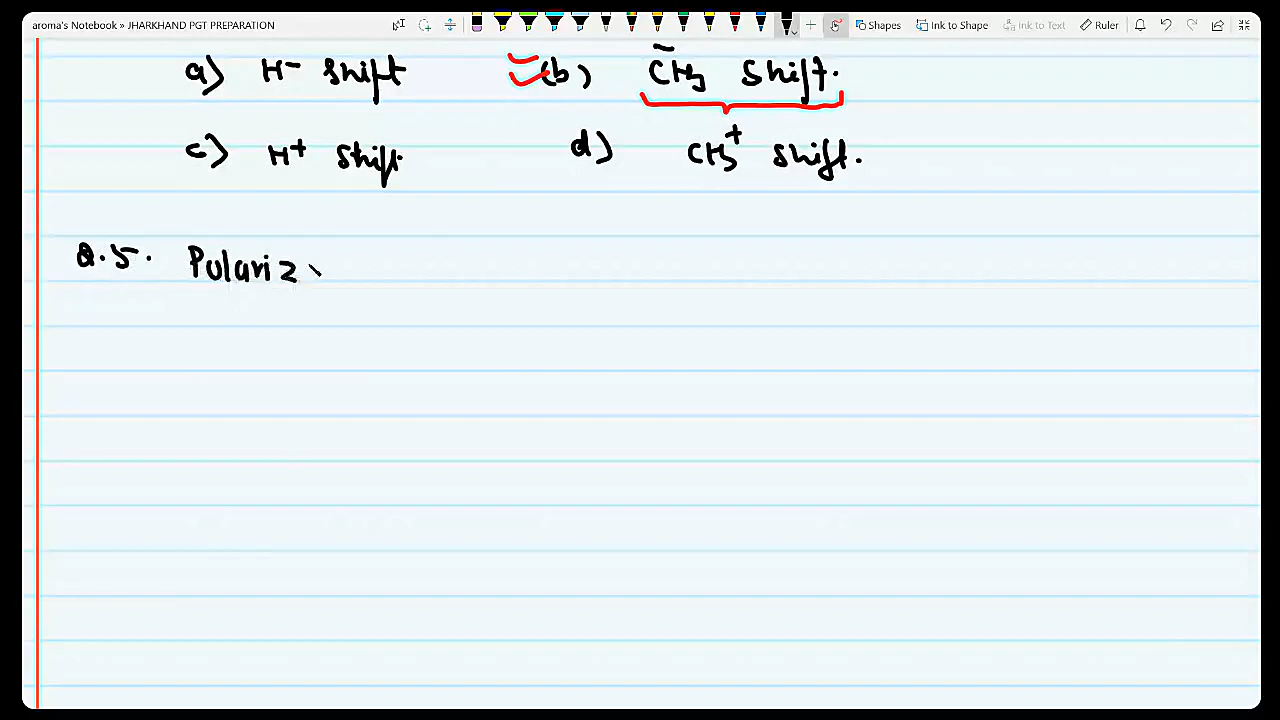 aroma's Notebook » JHARKHAND PGT PREPARATION
Shapes Ink to Shape Ink to Text Ruler
a) H⁻ shift (b) C̄H₃ shift.
c) H⁺ shift d) CH₃⁺ shift.
Q.5. Polariz